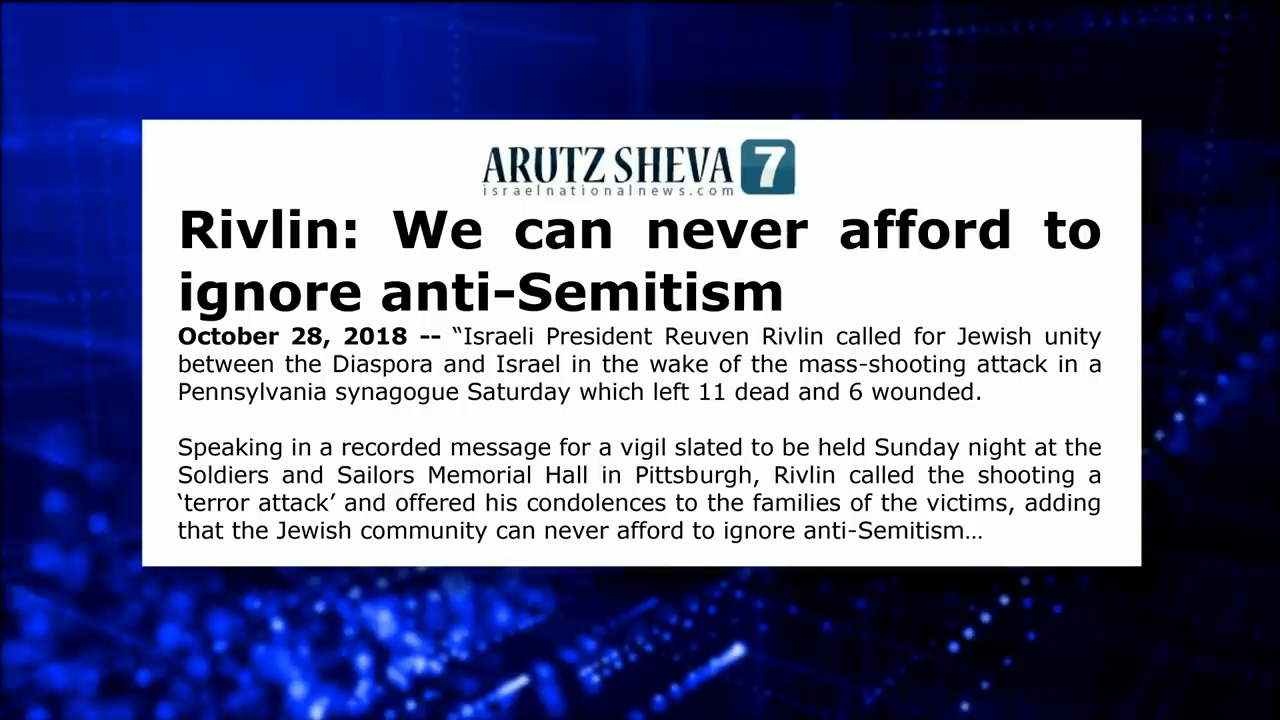 ARUTZ SHEVA 7
israelnationalnews.com
Rivlin: We can never afford to
ignore anti-Semitism
October 28, 2018 -- “Israeli President Reuven Rivlin called for Jewish unity
between the Diaspora and Israel in the wake of the mass-shooting attack in a
Pennsylvania synagogue Saturday which left 11 dead and 6 wounded.
Speaking in a recorded message for a vigil slated to be held Sunday night at the
Soldiers and Sailors Memorial Hall in Pittsburgh, Rivlin called the shooting a
‘terror attack’ and offered his condolences to the families of the victims, adding
that the Jewish community can never afford to ignore anti-Semitism…